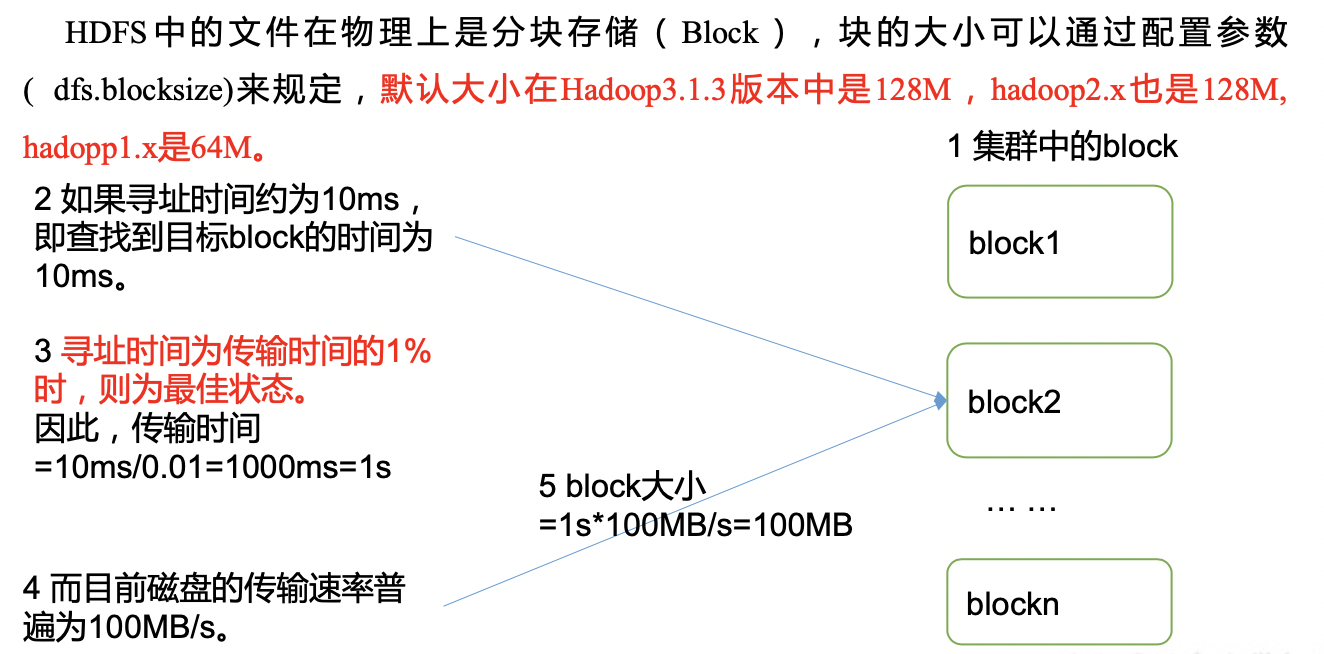 HDFS中的文件在物理上是分块存储（Block），块的大小可以通过配置参数
( dfs.blocksize)来规定，默认大小在Hadoop3.1.3版本中是128M，hadoop2.x也是128M,
hadopp1.x是64M。
1 集群中的block
2 如果寻址时间约为10ms，
即查找到目标block的时间为
10ms。
block1
3 寻址时间为传输时间的1%
时，则为最佳状态。
因此，传输时间
=10ms/0.01=1000ms=1s
block2
5 block大小
=1s*100MB/s=100MB
... ...
4 而目前磁盘的传输速率普
遍为100MB/s。
blockn